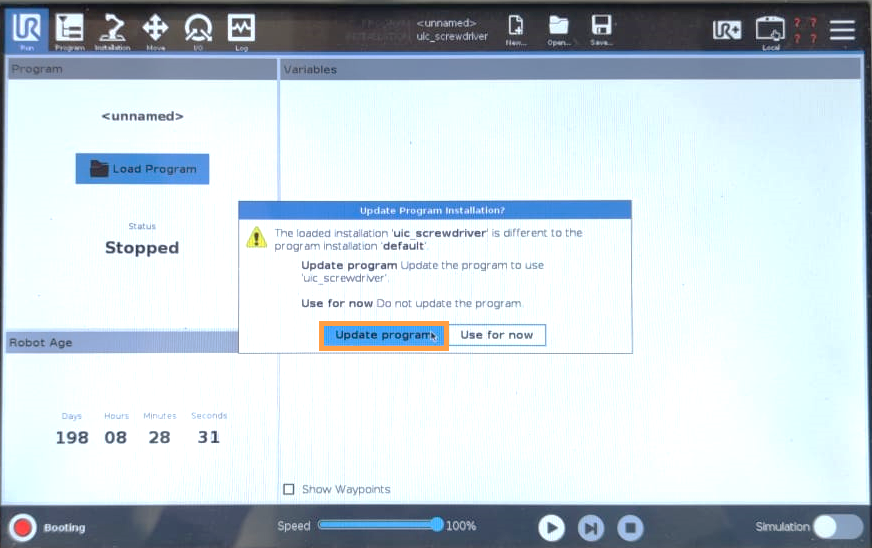 UR
Run
Program
Installation
Move
I/O
Log
PROGRAM <unnamed>
INSTALLATION uic_screwdriver
New...
Open...
Save...
UR+
Local
? ?
? ?
Program
Variables
<unnamed>
Load Program
Status
Stopped
Update Program Installation?
The loaded installation 'uic_screwdriver' is different to the
program installation 'default'.
Update program Update the program to use
'uic_screwdriver'.
Use for now Do not update the program.
Update program
Use for now
Robot Age
Days Hours Minutes Seconds
198 08 28 31
Show Waypoints
Booting
Speed 100%
Simulation